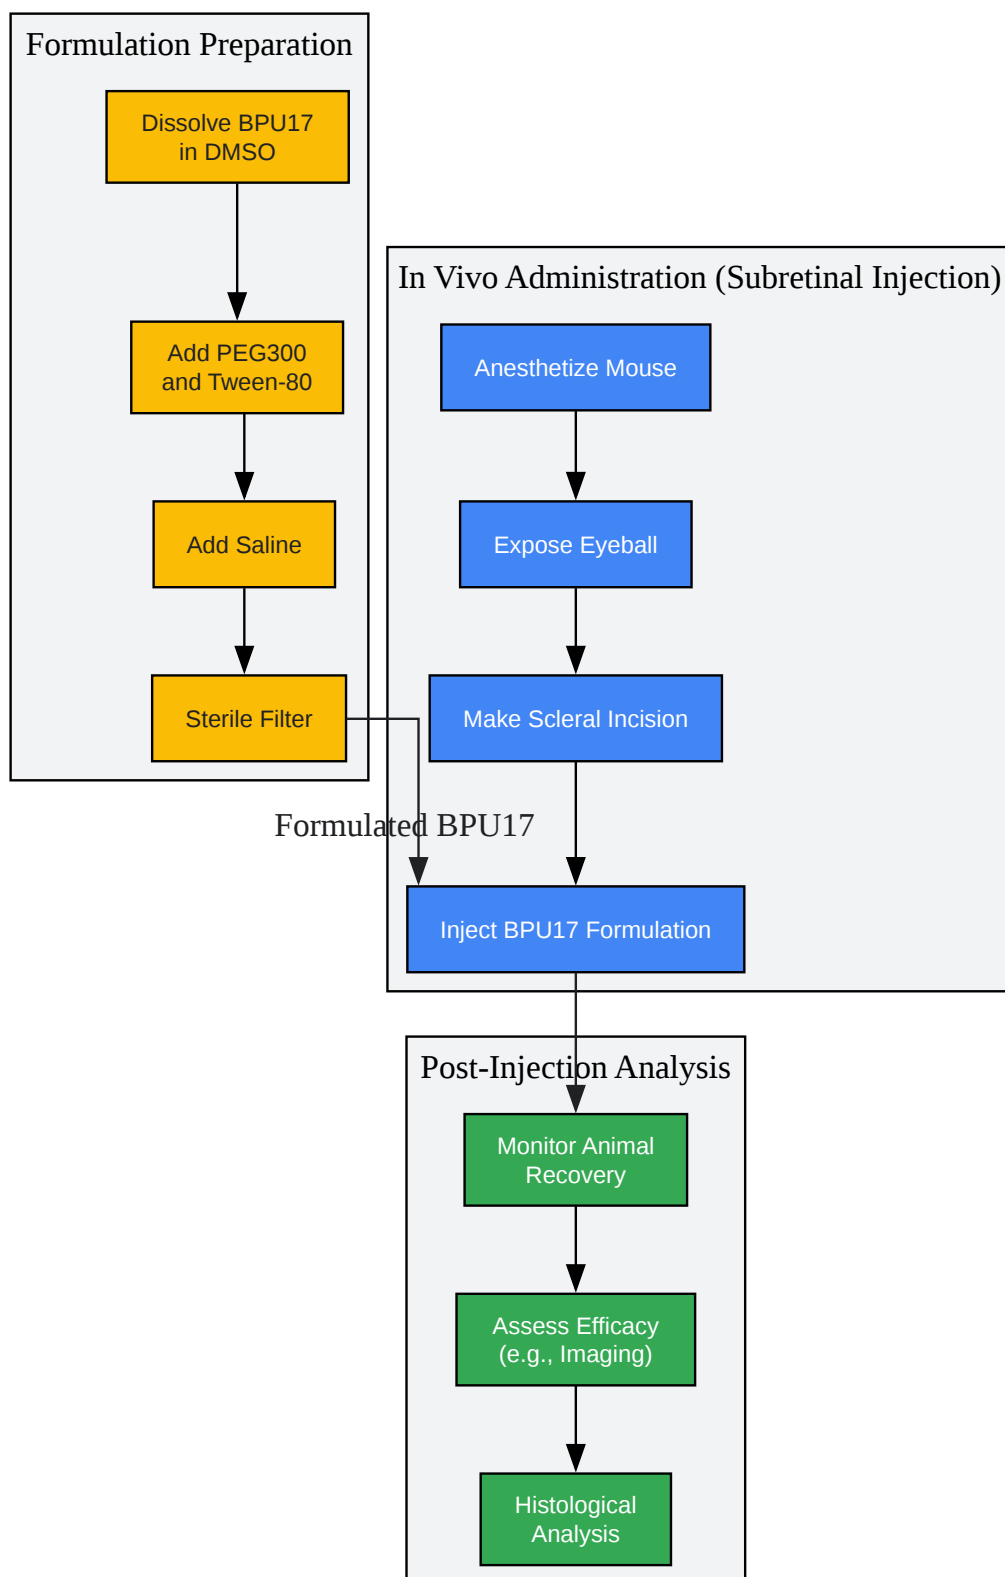 Formulation Preparation
Dissolve BPU17
in DMSO
Add PEG300
and Tween-80
Add Saline
Sterile Filter
Formulated BPU17
In Vivo Administration (Subretinal Injection)
Anesthetize Mouse
Expose Eyeball
Make Scleral Incision
Inject BPU17 Formulation
Post-Injection Analysis
Monitor Animal
Recovery
Assess Efficacy
(e.g., Imaging)
Histological
Analysis